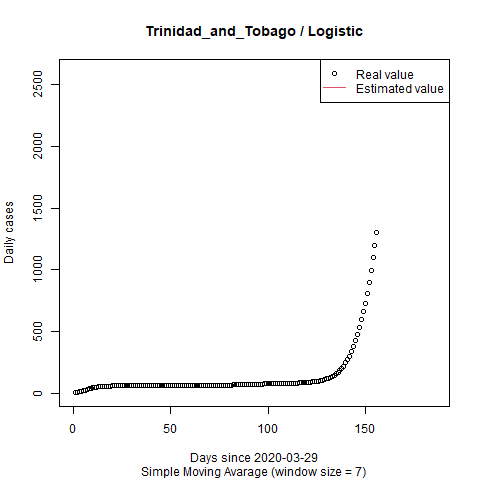 Trinidad_and_Tobago / Logistic
Real value
Estimated value
2500
2000
1500
1000
500
0
Daily cases
0 50 100 150
Days since 2020-03-29
Simple Moving Avarage (window size = 7)